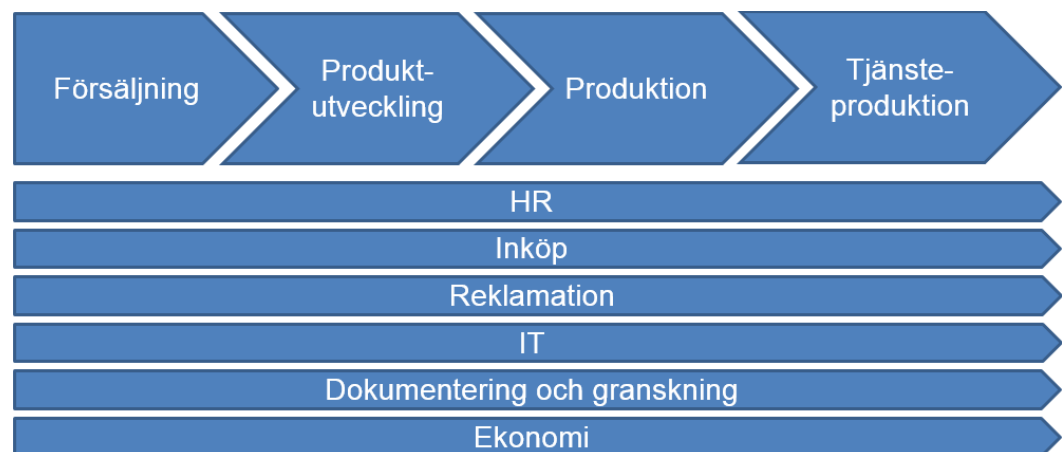 Försäljning
Produkt-
utveckling
Produktion
Tjänste-
produktion
HR
Inköp
Reklamation
IT
Dokumentering och granskning
Ekonomi